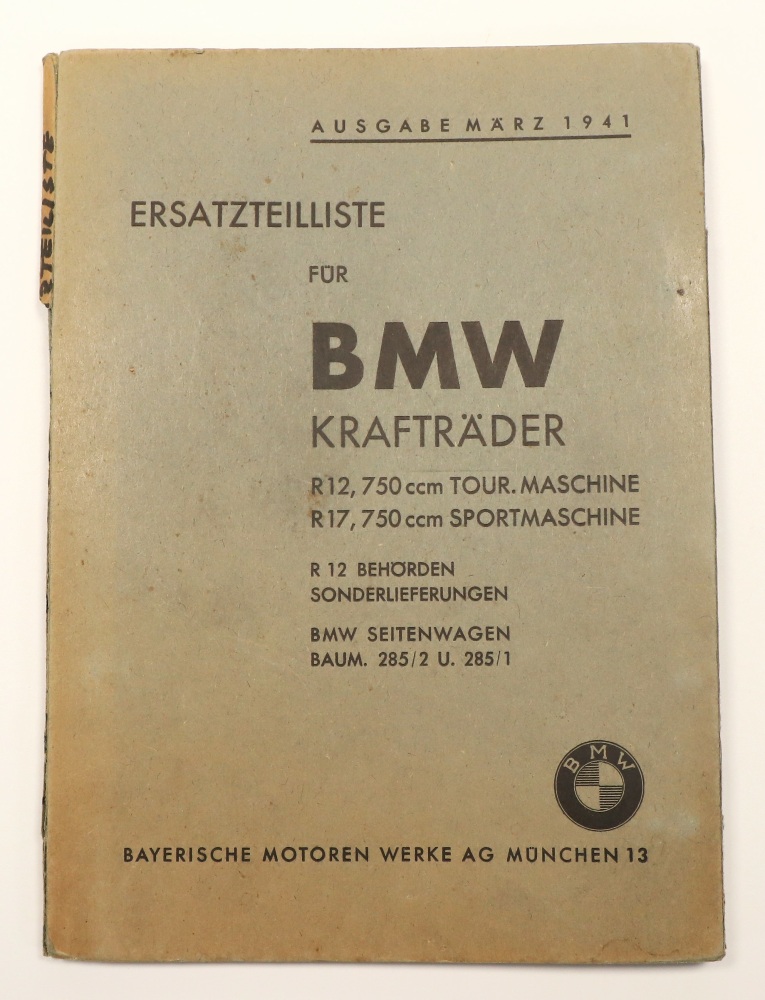 AUSGABE MÄRZ 1941
ERSATZTEILLISTE
FÜR
BMW
KRAFTRÄDER
R12, 750 ccm TOUR. MASCHINE
R17, 750 ccm SPORTMASCHINE
R 12 BEHÖRDEN
SONDERLIEFERUNGEN
BMW SEITENWAGEN
BAUM. 285/2 U. 285/1
BMW
BAYERISCHE MOTOREN WERKE AG MÜNCHEN 13